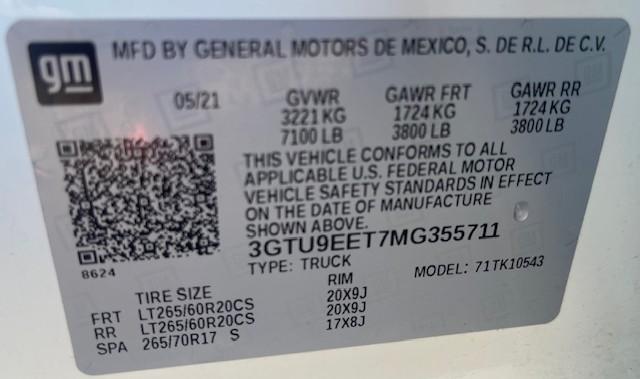 gm
MFD BY GENERAL MOTORS DE MEXICO, S. DE R.L. DE C.V.
05/21 GVWR GAWR FRT GAWR RR
3221 KG 1724 KG 1724 KG
7100 LB 3800 LB 3800 LB
THIS VEHICLE CONFORMS TO ALL
APPLICABLE U.S. FEDERAL MOTOR
VEHICLE SAFETY STANDARDS IN EFFECT
ON THE DATE OF MANUFACTURE
SHOWN ABOVE.
3GTU9EET7MG355711
8624
TYPE: TRUCK MODEL: 71TK10543
TIRE SIZE RIM
FRT LT265/60R20CS 20X9J
RR LT265/60R20CS 20X9J
SPA 265/70R17 S 17X8J